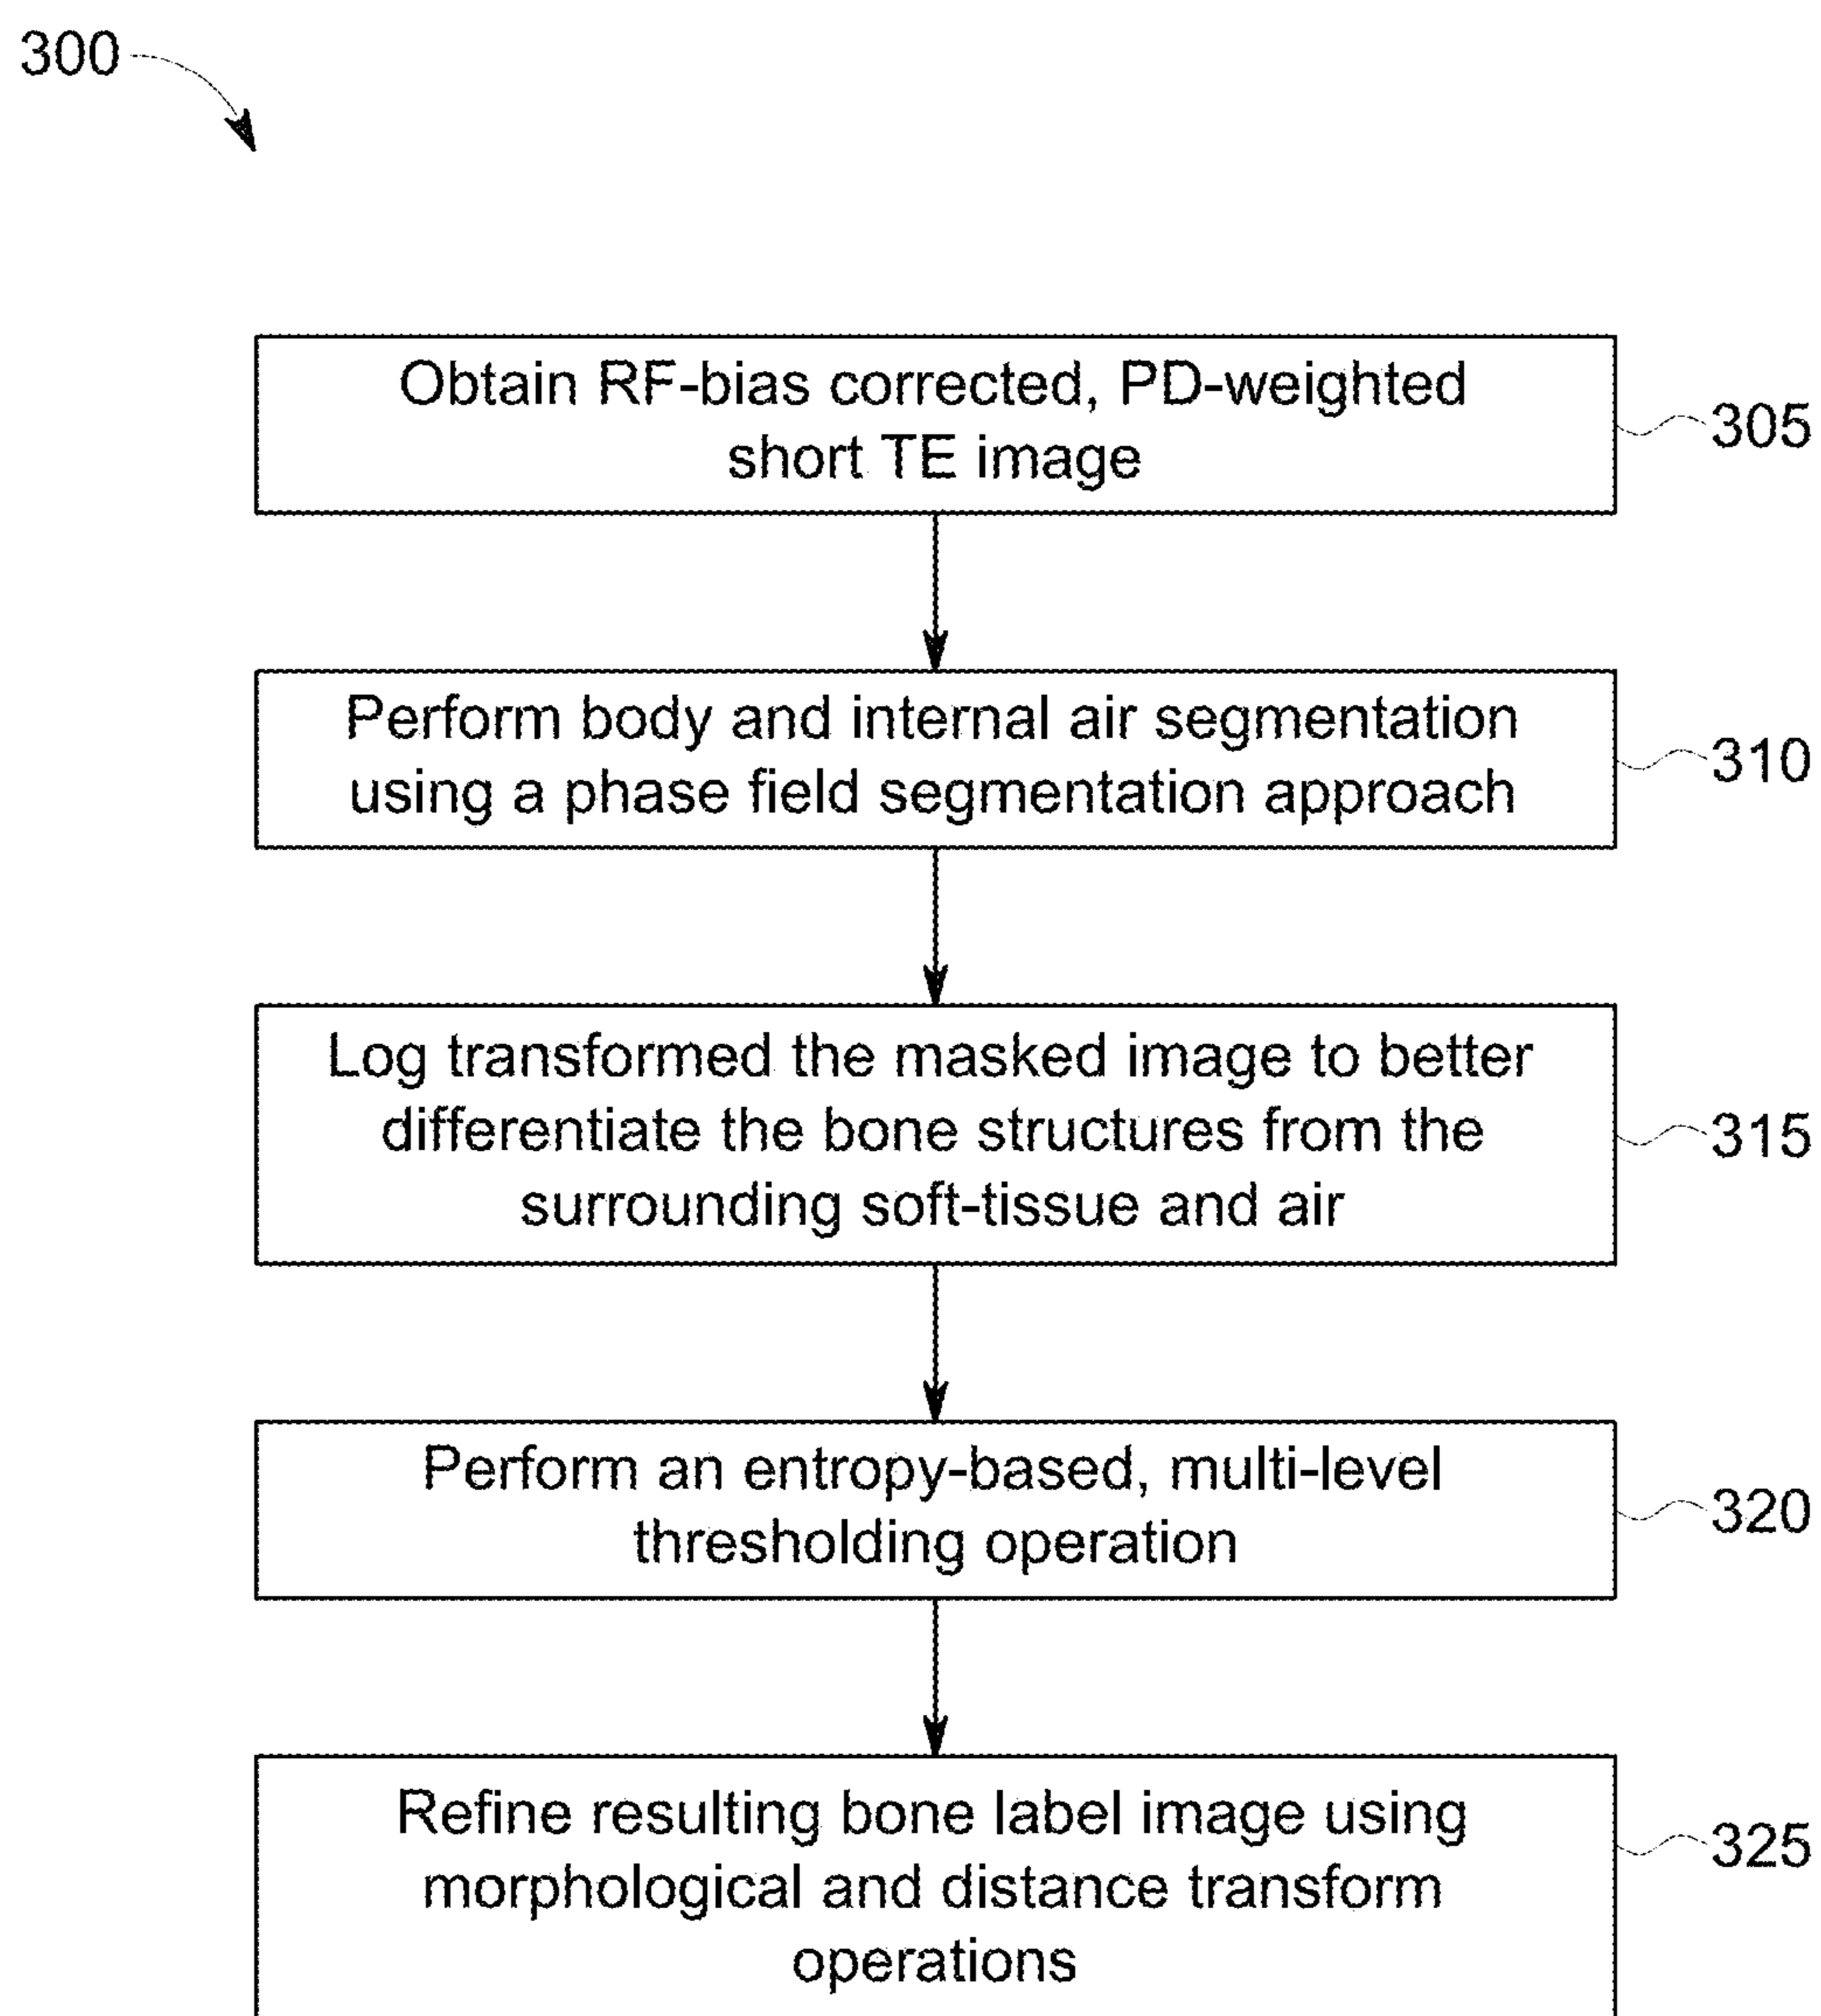 300
Obtain RF-bias corrected, PD-weighted
short TE image
305
Perform body and internal air segmentation
using a phase field segmentation approach
310
Log transformed the masked image to better
differentiate the bone structures from the
surrounding soft-tissue and air
315
Perform an entropy-based, multi-level
thresholding operation
320
Refine resulting bone label image using
morphological and distance transform
operations
325